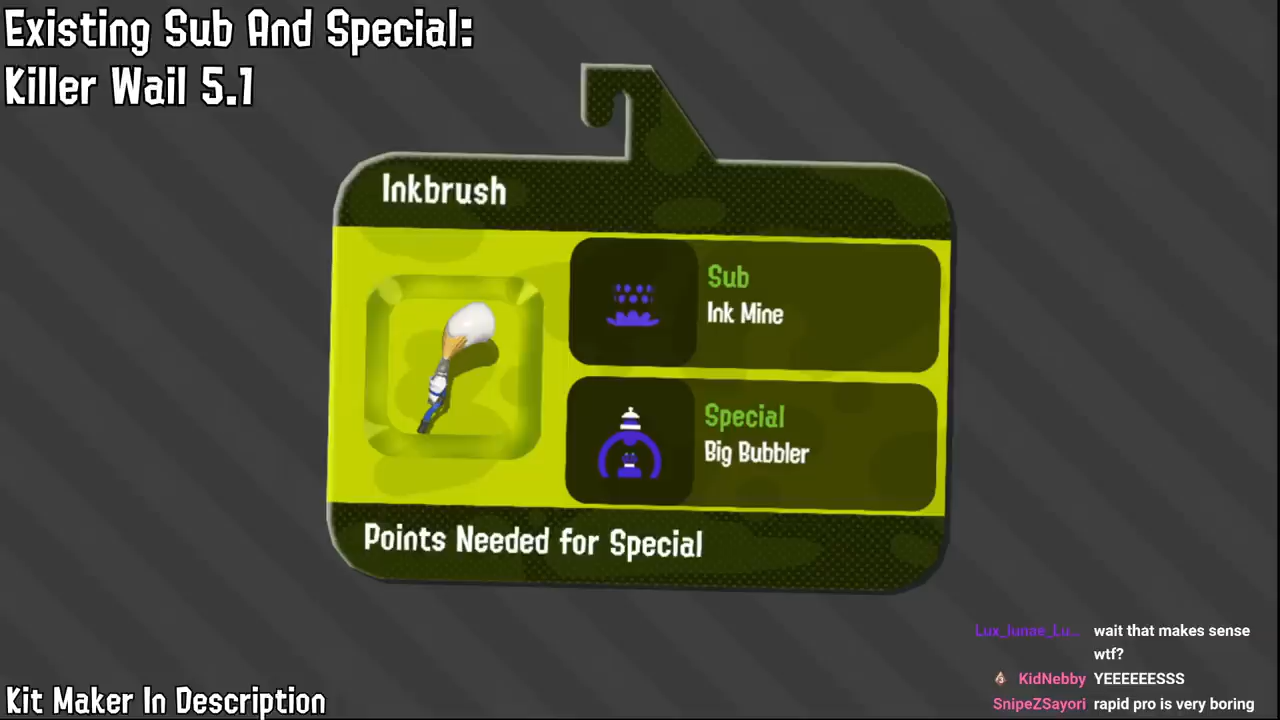 Existing Sub And Special:
Killer Wail 5.1
Inkbrush
Sub
Ink Mine
Special
Big Bubbler
Points Needed for Special
Lux_lunae_Lu... wait that makes sense
wtf?
KidNebby YEEEEEESSS
SnipeZSayori rapid pro is very boring
Kit Maker In Description